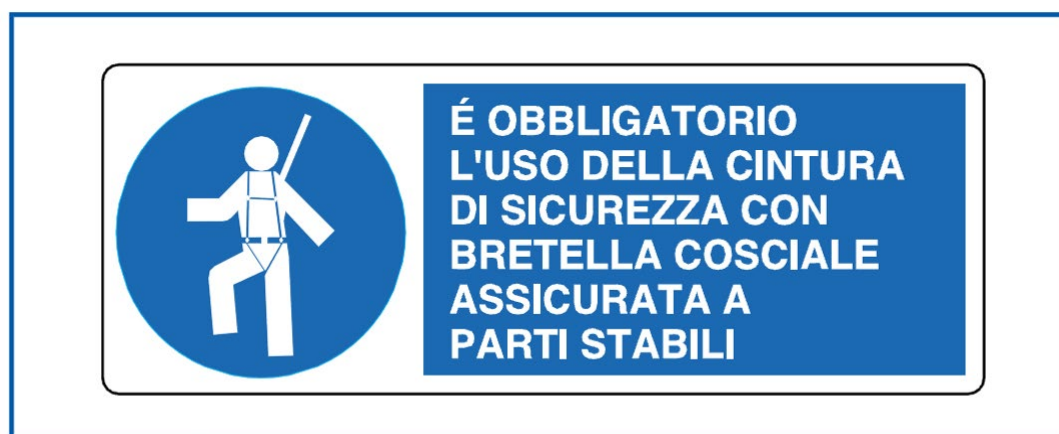 É OBBLIGATORIO
L'USO DELLA CINTURA
DI SICUREZZA CON
BRETELLA COSCIALE
ASSICURATA A
PARTI STABILI